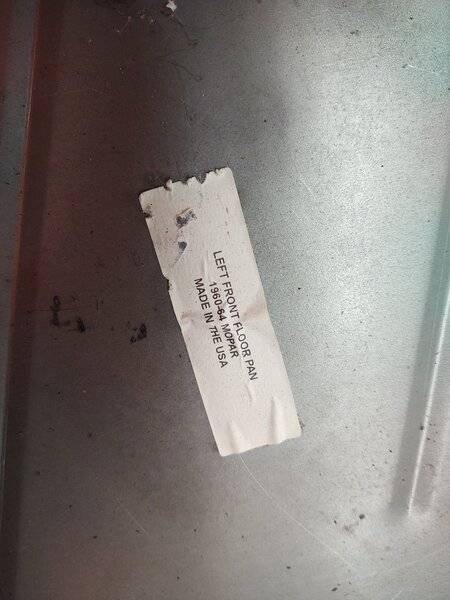 LEFT FRONT FLOOR PAN
1960-64 MOPAR
MADE IN THE USA